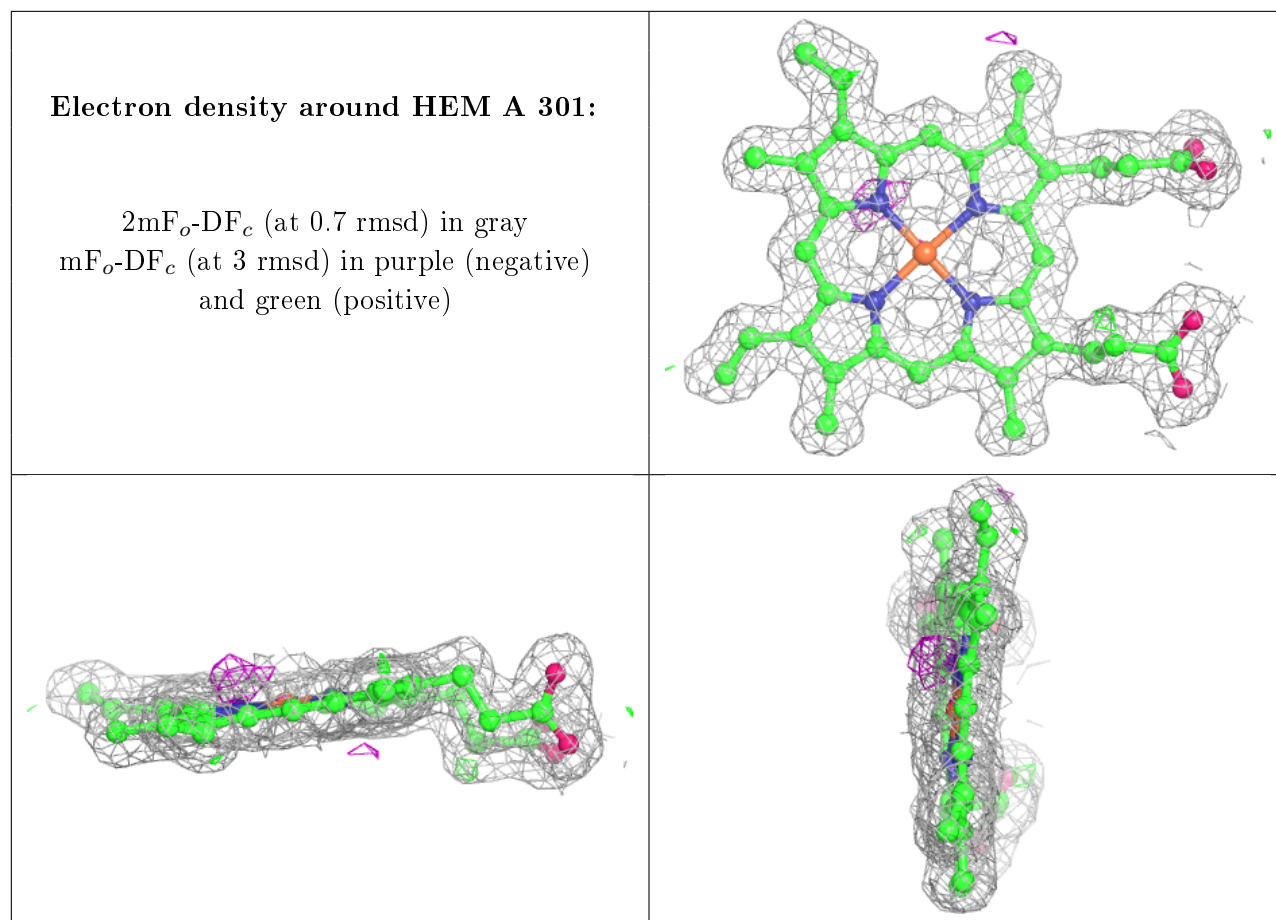 Electron density around HEM A 301:
2mFₒ-DF𝒸 (at 0.7 rmsd) in gray
mFₒ-DF𝒸 (at 3 rmsd) in purple (negative)
and green (positive)